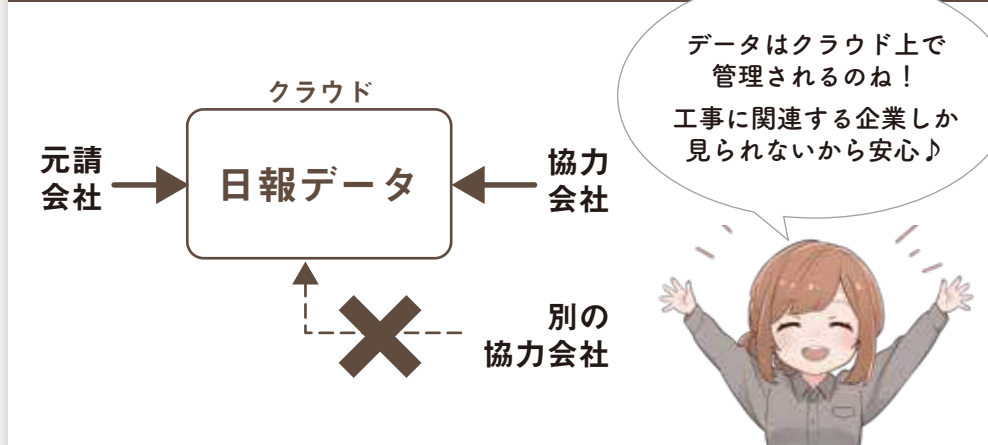 データはクラウド上で
管理されるのね！
工事に関連する企業しか
見られないから安心♪
クラウド
元請
会社
日報データ
協力
会社
別の
協力会社